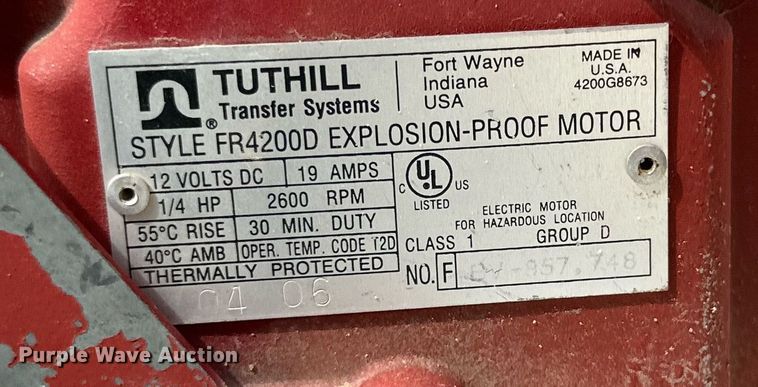 TUTHILL
Transfer Systems
®
Fort Wayne
Indiana
USA
MADE IN
U.S.A.
4200G8673
STYLE FR4200D EXPLOSION-PROOF MOTOR
12 VOLTS DC 19 AMPS
1/4 HP 2600 RPM
55°C RISE 30 MIN. DUTY
40°C AMB OPER. TEMP. CODE T2D
THERMALLY PROTECTED
04 06
C UL US
LISTED
ELECTRIC MOTOR
FOR HAZARDOUS LOCATION
CLASS 1 GROUP D
NO. F 957.748
Purple Wave Auction